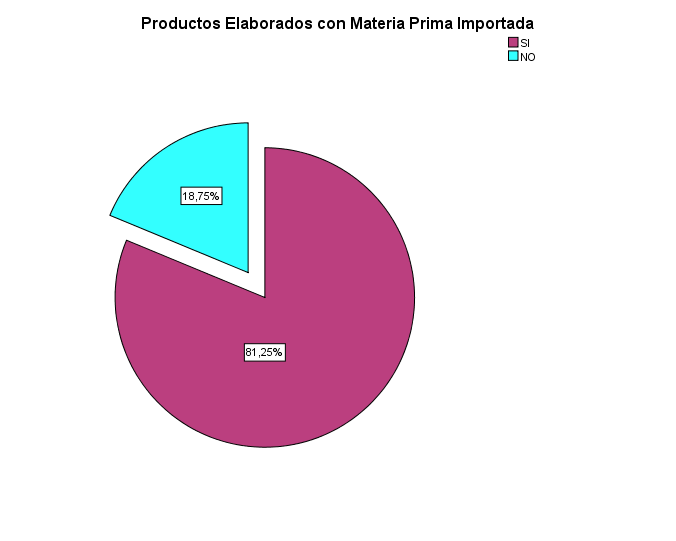 Productos Elaborados con Materia Prima Importada
SI
NO
18,75%
81,25%